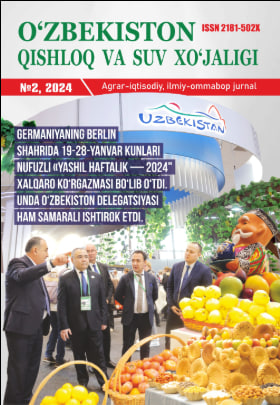 O‘ZBEKISTON
ISSN 2181-502X
QISHLOQ VA SUV XO‘JALIGI
№2, 2024
Agrar-iqtisodiy, ilmiy-ommabop jurnal
UZBEKISTAN
GERMANIYANING BERLIN
SHAHRIDA 19-28-YANVAR KUNLARI
NUFUZLI «YASHIL HAFTALIK — 2024"
XALQARO KO‘RGAZMASI BO‘LIB O‘TDI.
UNDA O‘ZBEKISTON DELEGATSIYASI
HAM SAMARALI ISHTIROK ETDI.